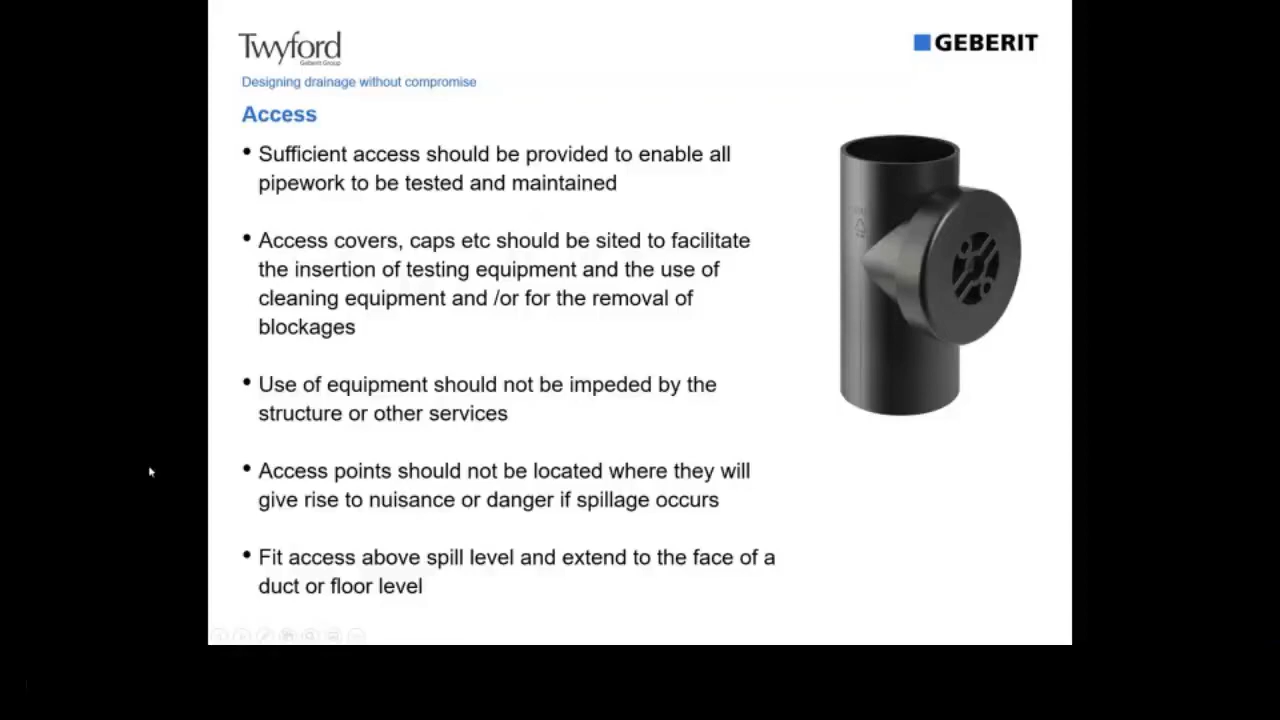 Twyford
Geberit Group
GEBERIT
Designing drainage without compromise
Access
• Sufficient access should be provided to enable all
pipework to be tested and maintained
• Access covers, caps etc should be sited to facilitate
the insertion of testing equipment and the use of
cleaning equipment and /or for the removal of
blockages
• Use of equipment should not be impeded by the
structure or other services
• Access points should not be located where they will
give rise to nuisance or danger if spillage occurs
• Fit access above spill level and extend to the face of a
duct or floor level